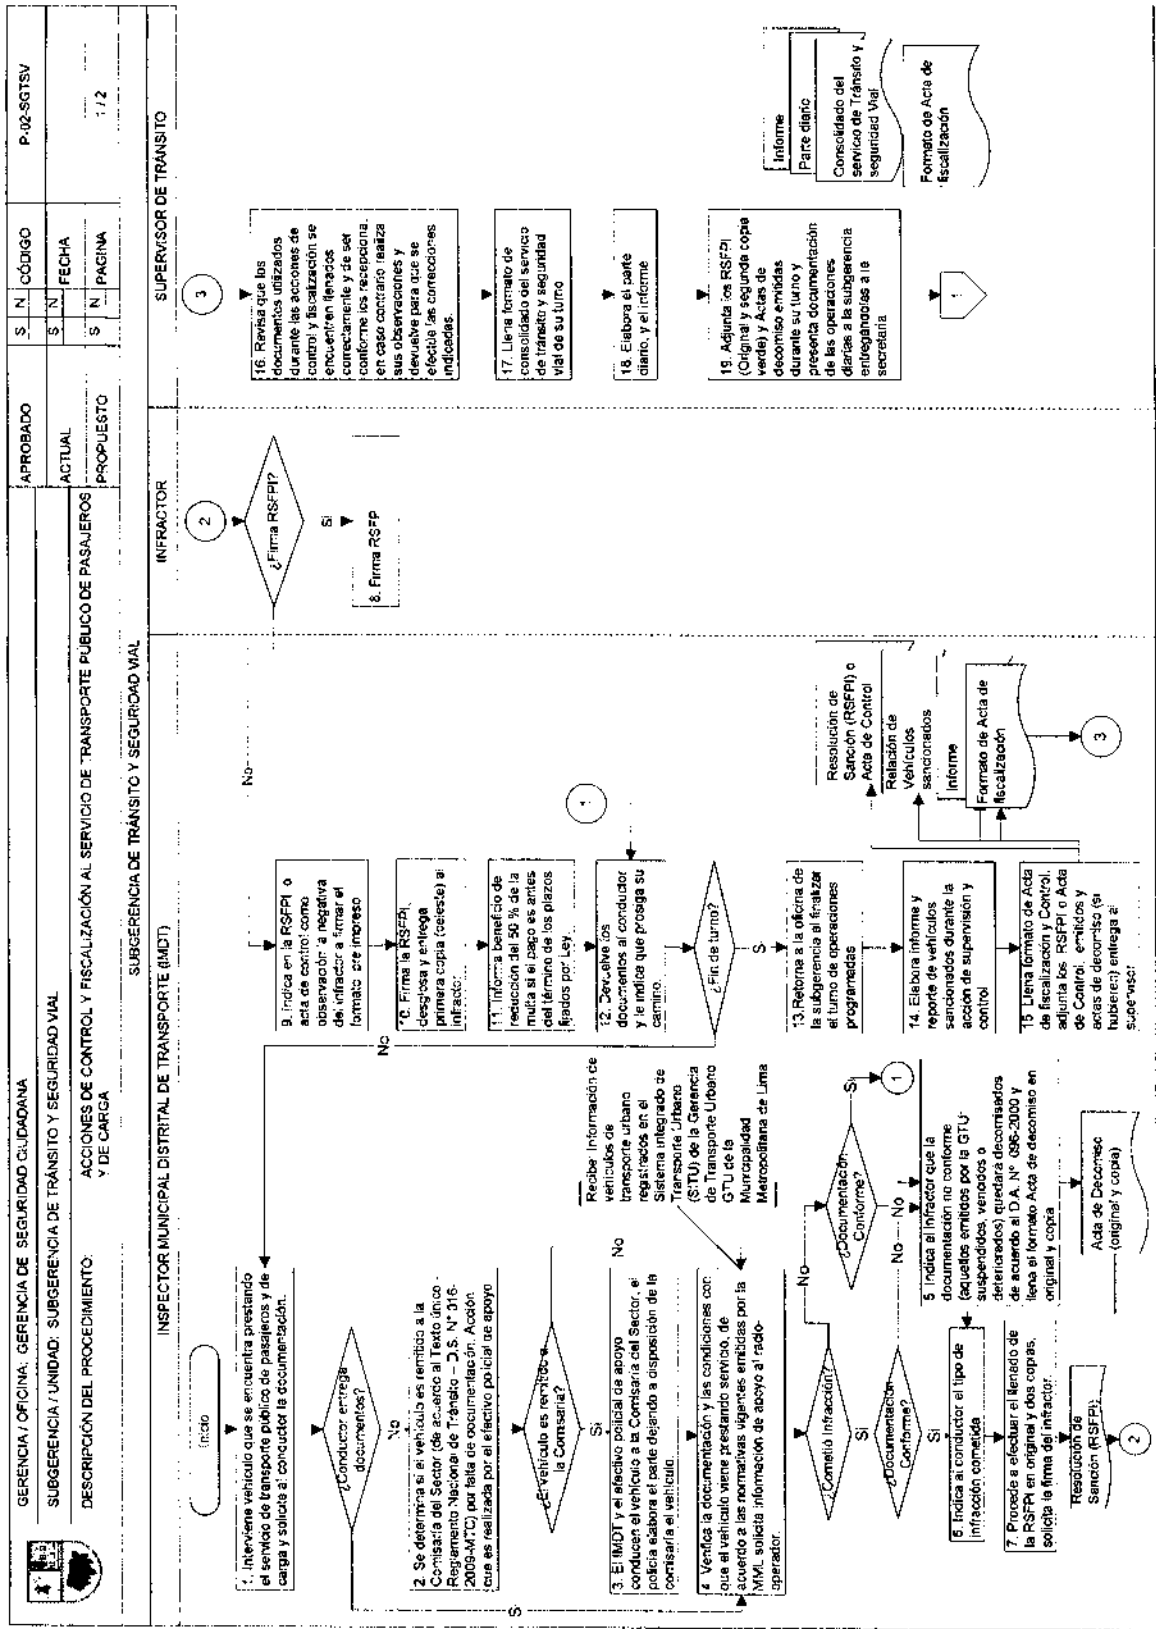 GERENCIA / OFICINA: GERENCIA DE SEGURIDAD CIUDADANA
SUBGERENCIA / UNIDAD: SUBGERENCIA DE TRÁNSITO Y SEGURIDAD VIAL
DESCRIPCIÓN DEL PROCEDIMIENTO:
ACCIONES DE CONTROL Y FISCALIZACIÓN AL SERVICIO DE TRANSPORTE PÚBLICO DE PASAJEROS
Y DE CARGA
APROBADO
S N CÓDIGO
P-02-SGTSV
ACTUAL
S N FECHA
PROPUESTO
S N PAGINA
1 / 2
SUBGERENCIA DE TRÁNSITO Y SEGURIDAD VIAL
INSPECTOR MUNICIPAL DISTRITAL DE TRANSPORTE (IMDT)
INFRACTOR
SUPERVISOR DE TRÁNSITO
Inicio
1. Interviene vehículo que se encuentra prestando
el servicio de transporte público de pasajeros y de
carga y solicita al conductor la documentación.
¿Conductor entrega
documentos?
No
Si
2. Se determina si el vehículo es remitido a la
Comisaría del Sector (de acuerdo al Texto único -
Reglamento Nacional de Tránsito – D.S. N° 016-
2009-MTC) por falta de documentación. Acción
que es realizada por el efectivo policial de apoyo
¿El vehículo es remitido a
la Comisaría?
No
Si
3. El IMDT y el efectivo policial de apoyo
conducen el vehículo a la Comisaría del Sector, el
policía elabora el parte dejando a disposición de la
comisaría el vehículo.
Recibe Información de
vehículos de
transporte urbano
registrados en el
Sistema integrado de
Transporte Urbano
(SITU) de la Gerencia
de Transporte Urbano
GTU de la
Municipalidad
Metropolitana de Lima
4. Verifica la documentación y las condiciones con
que el vehículo viene prestando servicio, de
acuerdo a las normativas vigentes emitidas por la
MML solicita información de apoyo al radio-
operador.
¿Cometió Infracción?
No
Si
¿Documentación
Conforme?
Si
1
No
¿Documentación
Conforme?
No
Si
5 Indica al Infractor que la
documentación no conforme
(aquellos emitidos por la GTU
suspendidos, vencidos o
deteriorados) quedará decomisados
de acuerdo al D.A. N° 096-2000 y
llena el formato Acta de decomiso en
original y copia
Acta de Decomiso
(original y copia)
6. Indica al conductor el tipo de
infracción cometida
7. Procede a efectuar el llenado de
la RSFPI en original y dos copias,
solicita la firma del infractor.
Resolución de
Sanción (RSFPI)
2
2
¿Firma RSFPI?
Si
No
8. Firma RSFP
9. Indica en la RSFPI o
acta de control como
observación la negativa
del infractor a firmar el
formato pre impreso
10. Firma la RSFPI,
desglosa y entrega
primera copia (celeste) al
infractor
11. Informa beneficio de
reducción del 50 % de la
multa si el pago es antes
del término de los plazos
fijados por Ley
1
12. Devuelve los
documentos al conductor
y le indica que prosiga su
camino.
¿Fin de turno?
No
S
13.Retorna a la oficina de
la subgerencia al finalizar
el turno de operaciones
programadas
14. Elabora informe y
reporte de vehículos
sancionados durante la
acción de supervisión y
control
15 Llena formato de Acta
de fiscalización y Control,
adjunta los RSFPI o Acta
de Control, emitidos y
actas de decomiso (si
hubieren) entrega al
supervisor
Resolución de
Sanción (RSFPI) o
Acta de Control
Relación de
Vehículos
sancionados
Informe
Formato de Acta de
fiscalización
3
3
16. Revisa que los
documentos utilizados
durante las acciones de
control y fiscalización se
encuentren llenados
correctamente y de ser
conforme los recepciona,
en caso contrario realiza
sus observaciones y
devuelve para que se
efectúe las correcciones
indicadas.
17. Llena formato de
consolidado del servicio
de tránsito y seguridad
vial de su turno
18. Elabora el parte
diario, y el informe
19. Adjunta los RSFPI
(Original y segunda copia
verde) y Actas de
decomiso emitidas
durante su turno y
presenta documentación
de las operaciones
diarias a la subgerencia
entregándolas a la
secretaria
1
Informe
Parte diario
Consolidado del
servicio de Tránsito y
seguridad Vial
Formato de Acta de
fiscalización